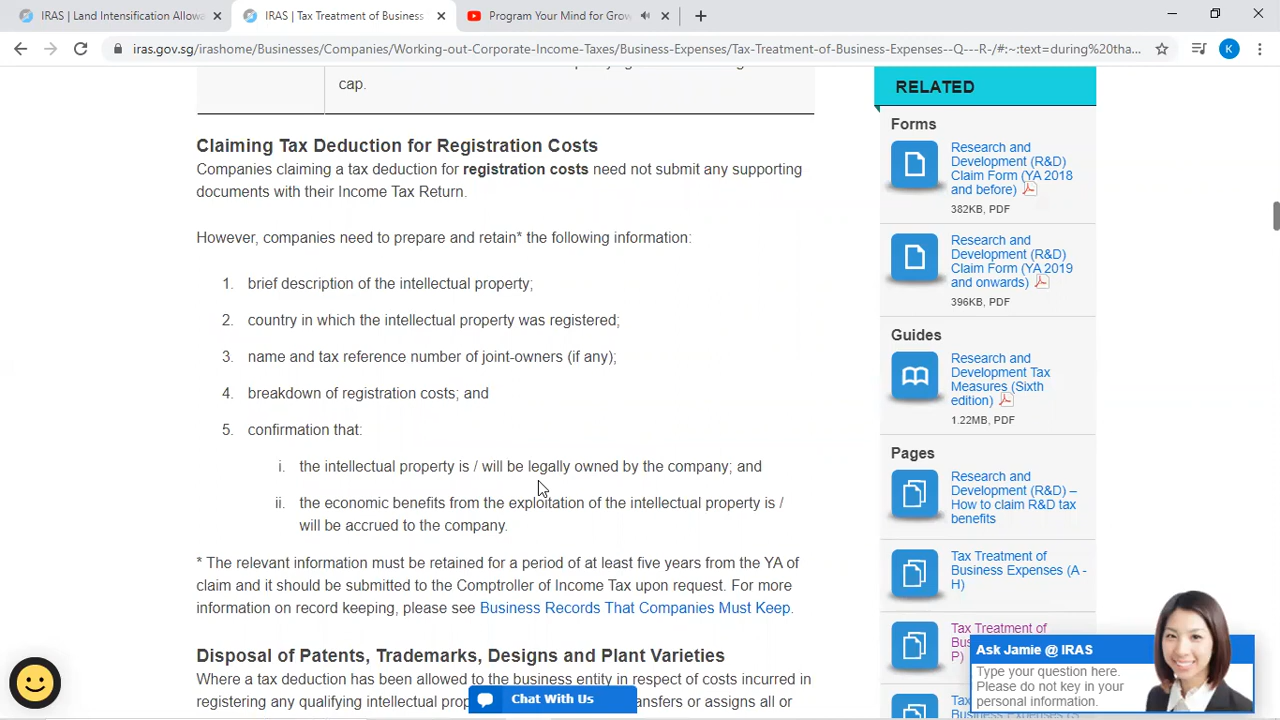 IRAS | Land Intensification Allowa
IRAS | Tax Treatment of Business
Program Your Mind for Grow
iras.gov.sg/irashome/Businesses/Companies/Working-out-Corporate-Income-Taxes/Business-Expenses/Tax-Treatment-of-Business-Expenses--Q---R-/#:~:text=during%20tha...
K
cap.
Claiming Tax Deduction for Registration Costs
Companies claiming a tax deduction for registration costs need not submit any supporting
documents with their Income Tax Return.
However, companies need to prepare and retain* the following information:
1. brief description of the intellectual property;
2. country in which the intellectual property was registered;
3. name and tax reference number of joint-owners (if any);
4. breakdown of registration costs; and
5. confirmation that:
i. the intellectual property is / will be legally owned by the company; and
ii. the economic benefits from the exploitation of the intellectual property is /
will be accrued to the company.
* The relevant information must be retained for a period of at least five years from the YA of
claim and it should be submitted to the Comptroller of Income Tax upon request. For more
information on record keeping, please see Business Records That Companies Must Keep.
Disposal of Patents, Trademarks, Designs and Plant Varieties
Where a tax deduction has been allowed to the business entity in respect of costs incurred in
registering any qualifying intellectual prop
ansfers or assigns all or
Chat With Us
RELATED
Forms
Research and
Development (R&D)
Claim Form (YA 2018
and before)
382KB, PDF
Research and
Development (R&D)
Claim Form (YA 2019
and onwards)
396KB, PDF
Guides
Research and
Development Tax
Measures (Sixth
edition)
1.22MB, PDF
Pages
Research and
Development (R&D) –
How to claim R&D tax
benefits
Tax Treatment of
Business Expenses (A -
H)
Tax Treatment of
Bus
P)
Tax
Ask Jamie @ IRAS
Type your question here.
Please do not key in your
personal information.